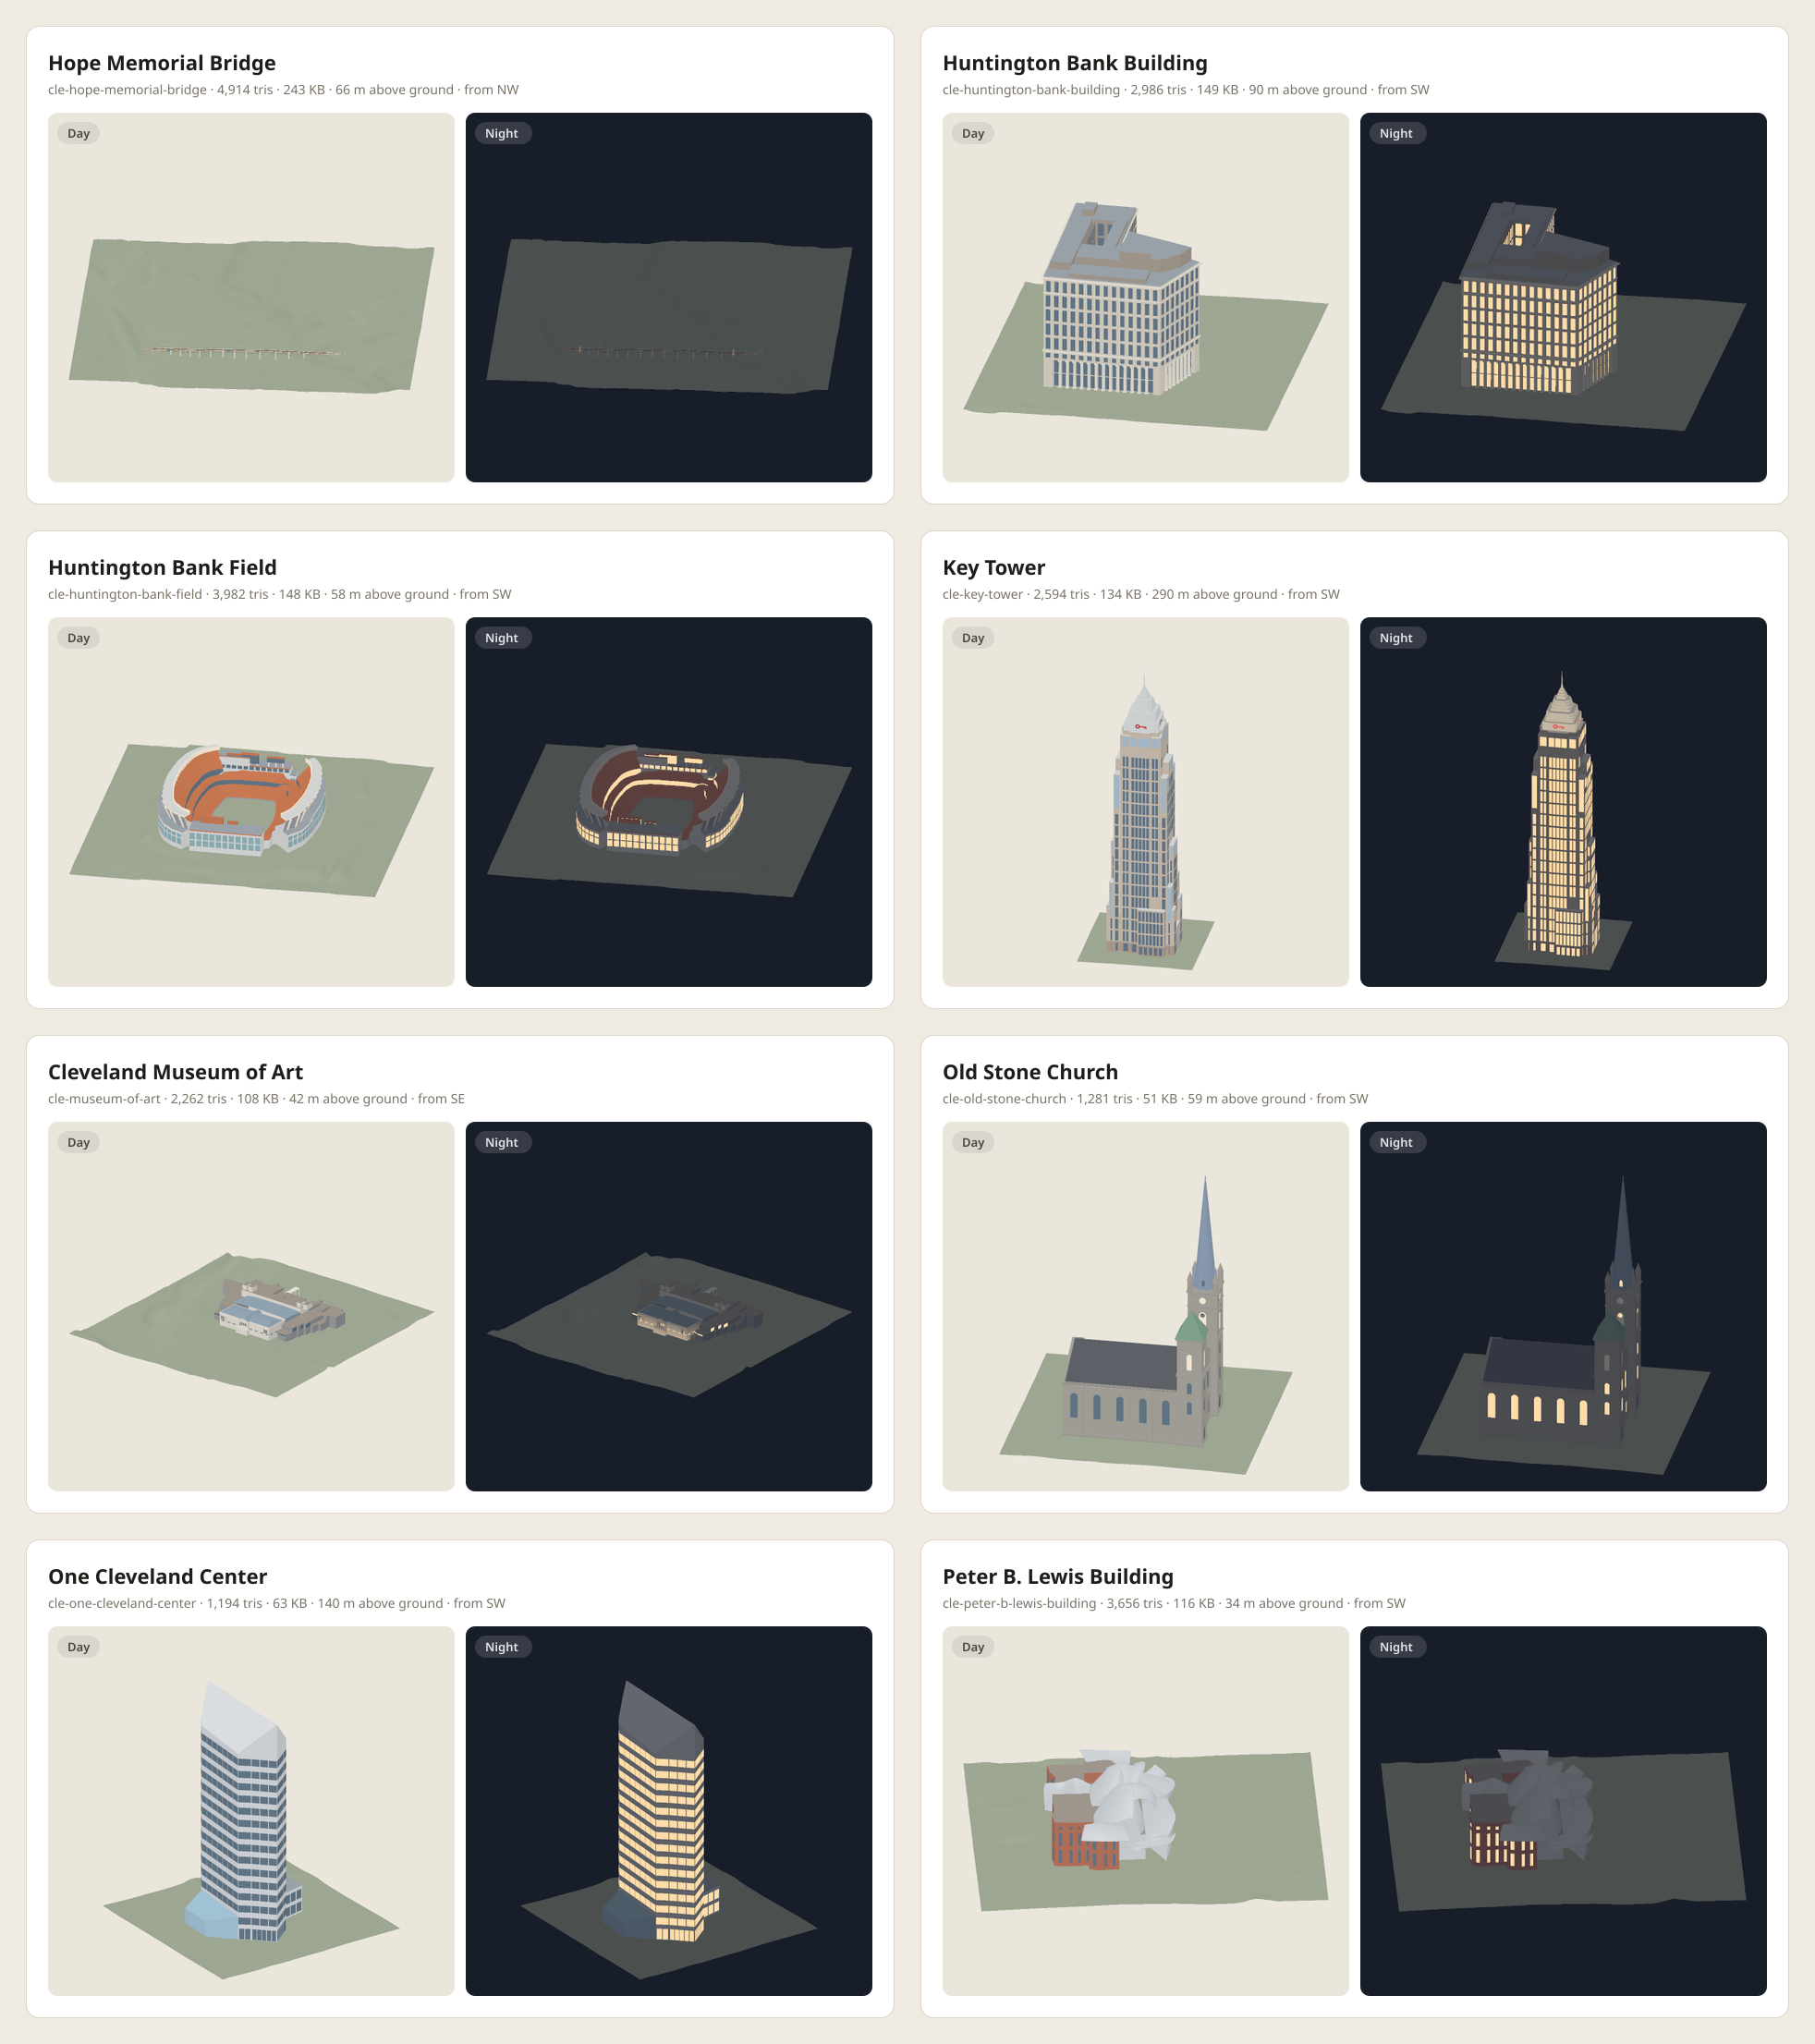 Hope Memorial Bridge
cle-hope-memorial-bridge · 4,914 tris · 243 KB · 66 m above ground · from NW
Day
Night
Huntington Bank Building
cle-huntington-bank-building · 2,986 tris · 149 KB · 90 m above ground · from SW
Day
Night
Huntington Bank Field
cle-huntington-bank-field · 3,982 tris · 148 KB · 58 m above ground · from SW
Day
Night
Key Tower
cle-key-tower · 2,594 tris · 134 KB · 290 m above ground · from SW
Day
Night
Cleveland Museum of Art
cle-museum-of-art · 2,262 tris · 108 KB · 42 m above ground · from SE
Day
Night
Old Stone Church
cle-old-stone-church · 1,281 tris · 51 KB · 59 m above ground · from SW
Day
Night
One Cleveland Center
cle-one-cleveland-center · 1,194 tris · 63 KB · 140 m above ground · from SW
Day
Night
Peter B. Lewis Building
cle-peter-b-lewis-building · 3,656 tris · 116 KB · 34 m above ground · from SW
Day
Night